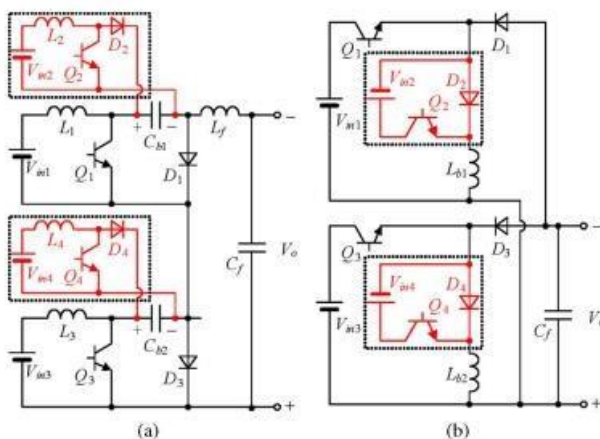 L2
D2
Vin2
Q2
L1
+
−
Lf
−
Cb1
Vin1
Q1
D1
L4
D4
Vin4
Q4
Cf
Vo
L3
+
−
Cb2
Vin3
Q3
D3
+
(a)
Q1
D1
Vin2
D2
Q2
Vin1
Lb1
Q3
D3
−
Vin4
D4
Q4
Vin3
Cf
Lb2
+
(b)